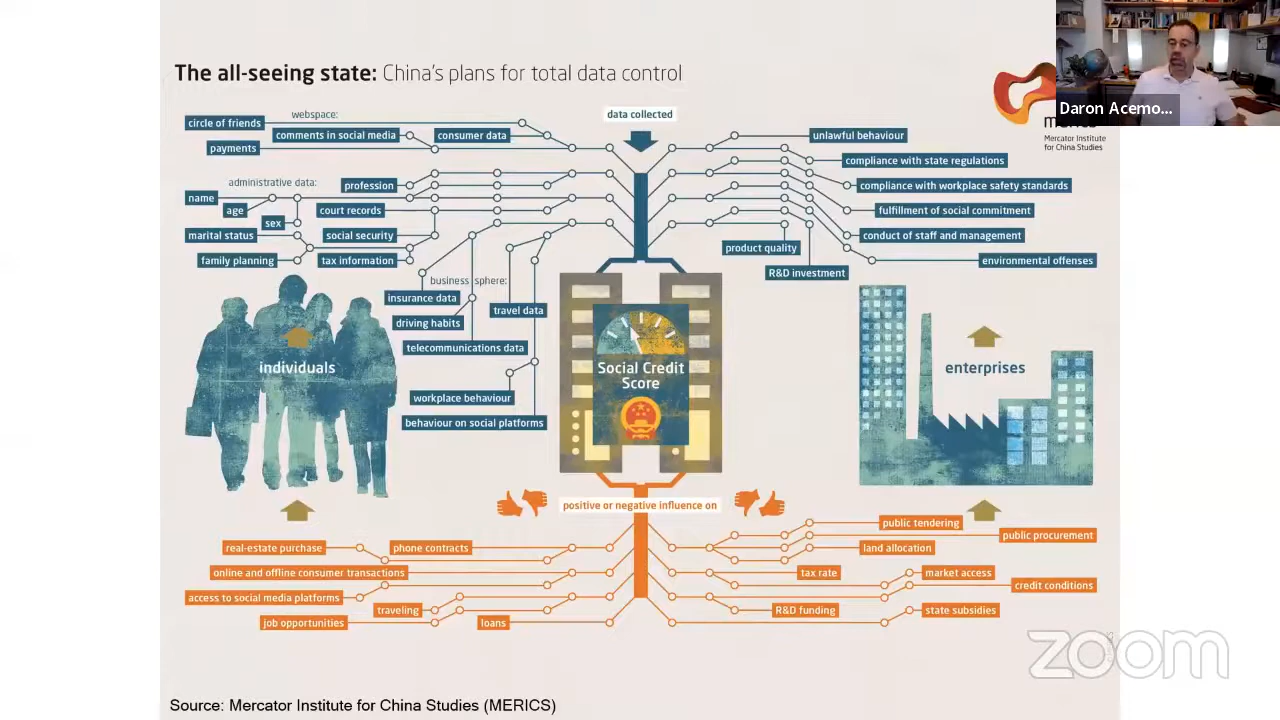 Daron Acemo...
The all-seeing state: China's plans for total data control
Mercator Institute
for China Studies
data collected
webspace:
circle of friends
comments in social media
consumer data
payments
administrative data:
profession
name
age
court records
sex
marital status
social security
family planning
tax information
business sphere:
insurance data
travel data
driving habits
telecommunications data
workplace behaviour
behaviour on social platforms
unlawful behaviour
compliance with state regulations
compliance with workplace safety standards
fulfillment of social commitment
conduct of staff and management
product quality
environmental offenses
R&D investment
individuals
Social Credit
Score
enterprises
positive or negative influence on
real-estate purchase
phone contracts
online and offline consumer transactions
access to social media platforms
traveling
job opportunities
loans
public tendering
public procurement
land allocation
tax rate
market access
credit conditions
R&D funding
state subsidies
zoom
Source: Mercator Institute for China Studies (MERICS)